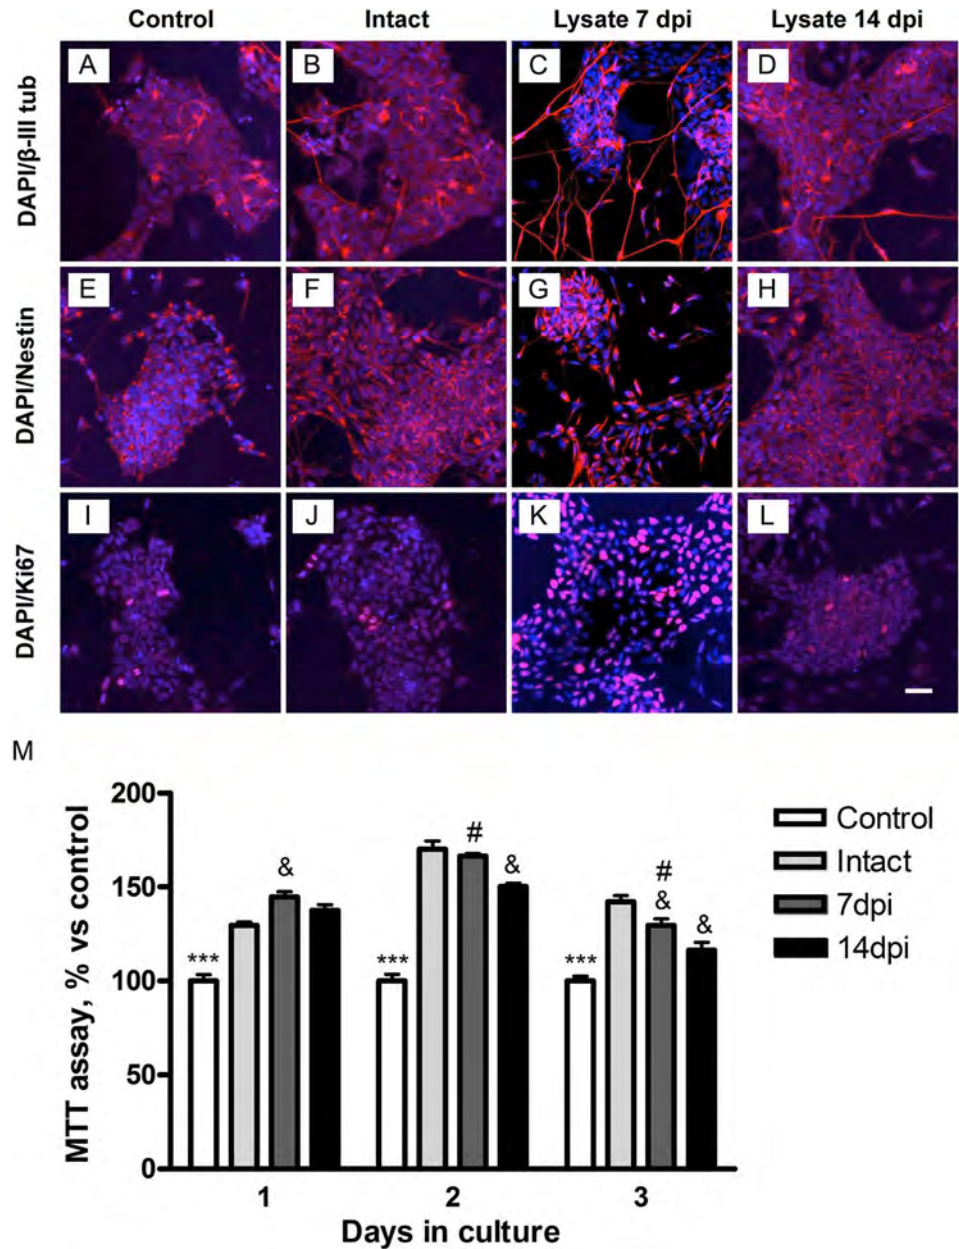 Control Intact Lysate 7 dpi Lysate 14 dpi
DAPI/β-III tub
A B C D
DAPI/Nestin
E F G H
DAPI/Ki67
I J K L
M
MTT assay, % vs control
200
150
100
50
0
*** & 
*** # &
*** # & &
1 2 3
Days in culture
Control
Intact
7dpi
14dpi